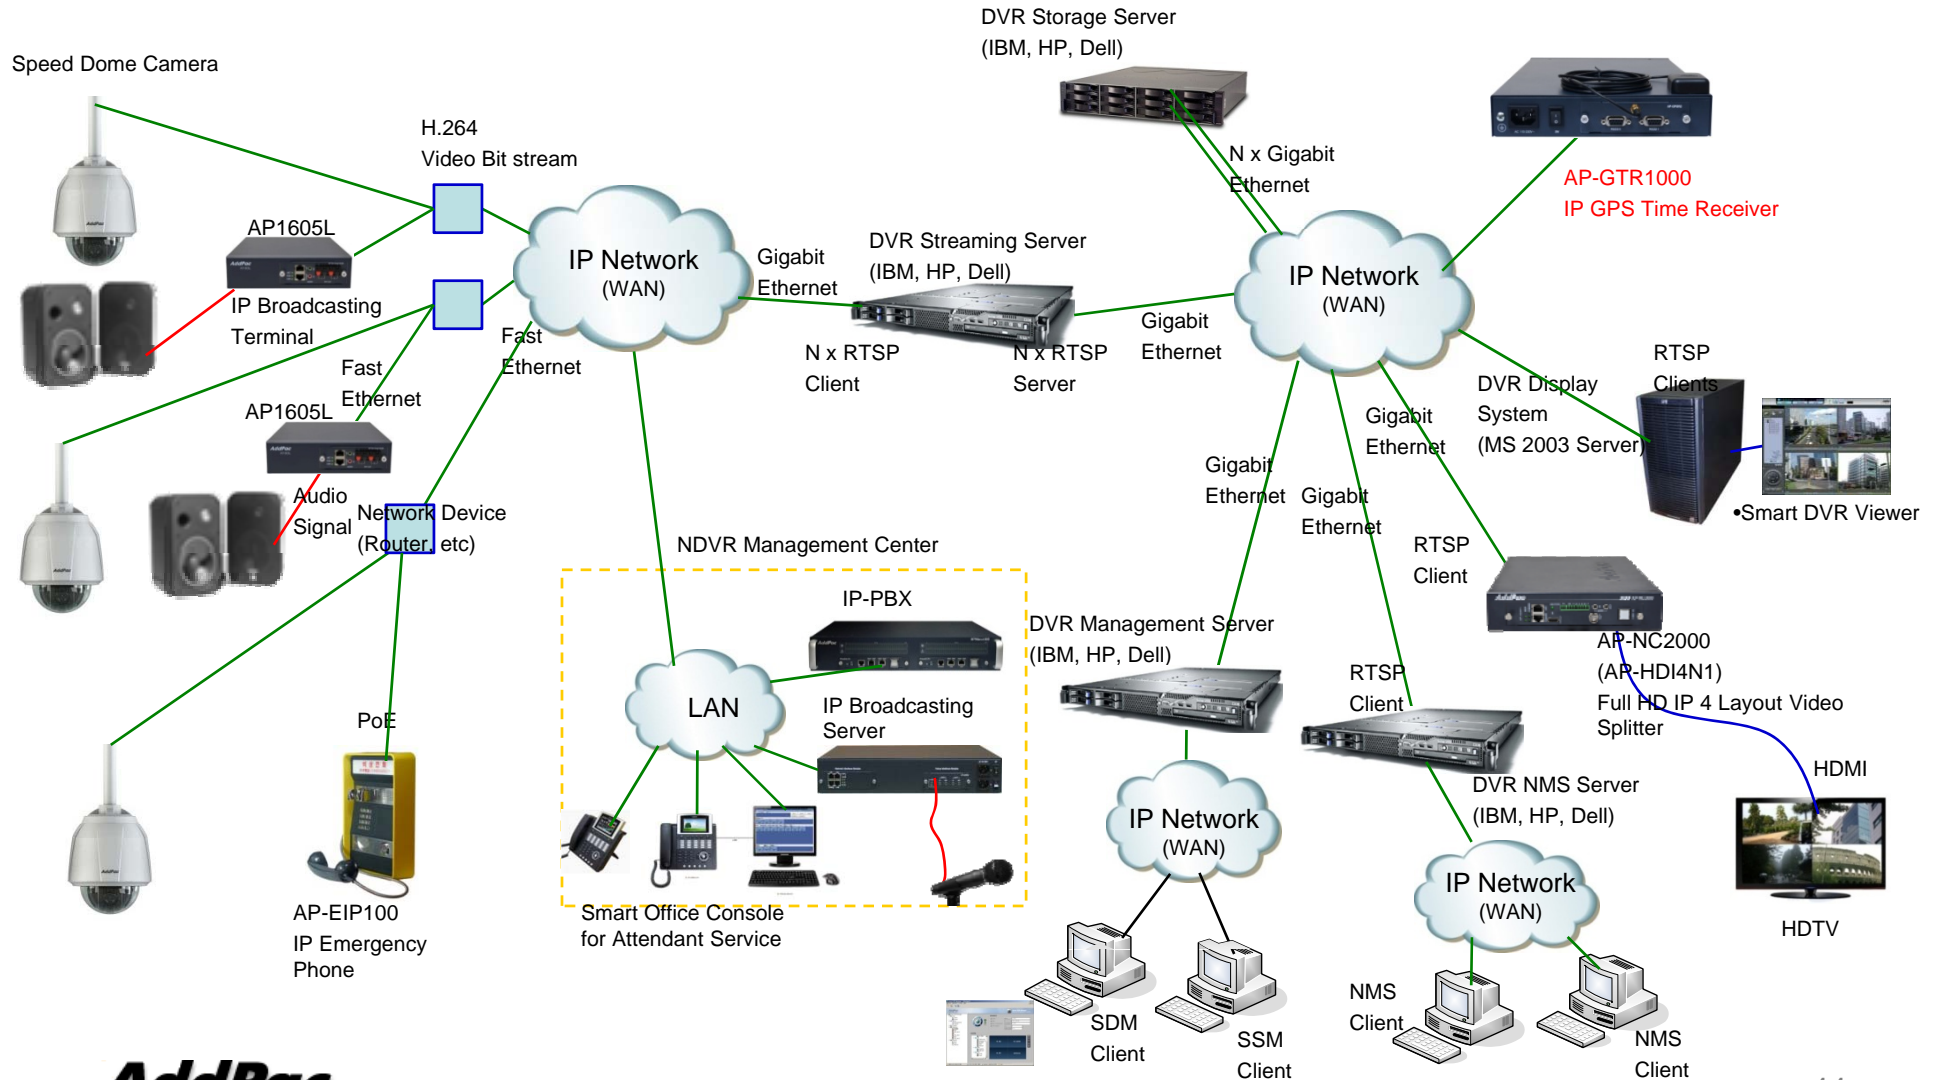 DVR Storage Server
(IBM, HP, Dell)
Speed Dome Camera
H.264
Video Bit stream
N x Gigabit
Ethernet
AP-GTR1000
IP GPS Time Receiver
AP1605L
IP Broadcasting
Terminal
IP Network
(WAN)
Gigabit
Ethernet
DVR Streaming Server
(IBM, HP, Dell)
IP Network
(WAN)
Fast
Ethernet
N x RTSP
Client
N x RTSP
Server
Gigabit
Ethernet
RTSP
Clients
Fast
Ethernet
DVR Display
System
(MS 2003 Server)
AP1605L
Gigabit
Ethernet
Gigabit
Ethernet
Gigabit
Ethernet
Audio
Signal
Network Device
(Router, etc)
•Smart DVR Viewer
NDVR Management Center
RTSP
Client
IP-PBX
DVR Management Server
(IBM, HP, Dell)
AddPac
AP-NC2000
(AP-HDI4N1)
Full HD IP 4 Layout Video
Splitter
RTSP
Client
LAN
IP Broadcasting
Server
PoE
HDMI
DVR NMS Server
(IBM, HP, Dell)
IP Network
(WAN)
IP Network
(WAN)
HDTV
AP-EIP100
IP Emergency
Phone
Smart Office Console
for Attendant Service
SDM
Client
SSM
Client
NMS
Client
NMS
Client
AddPac